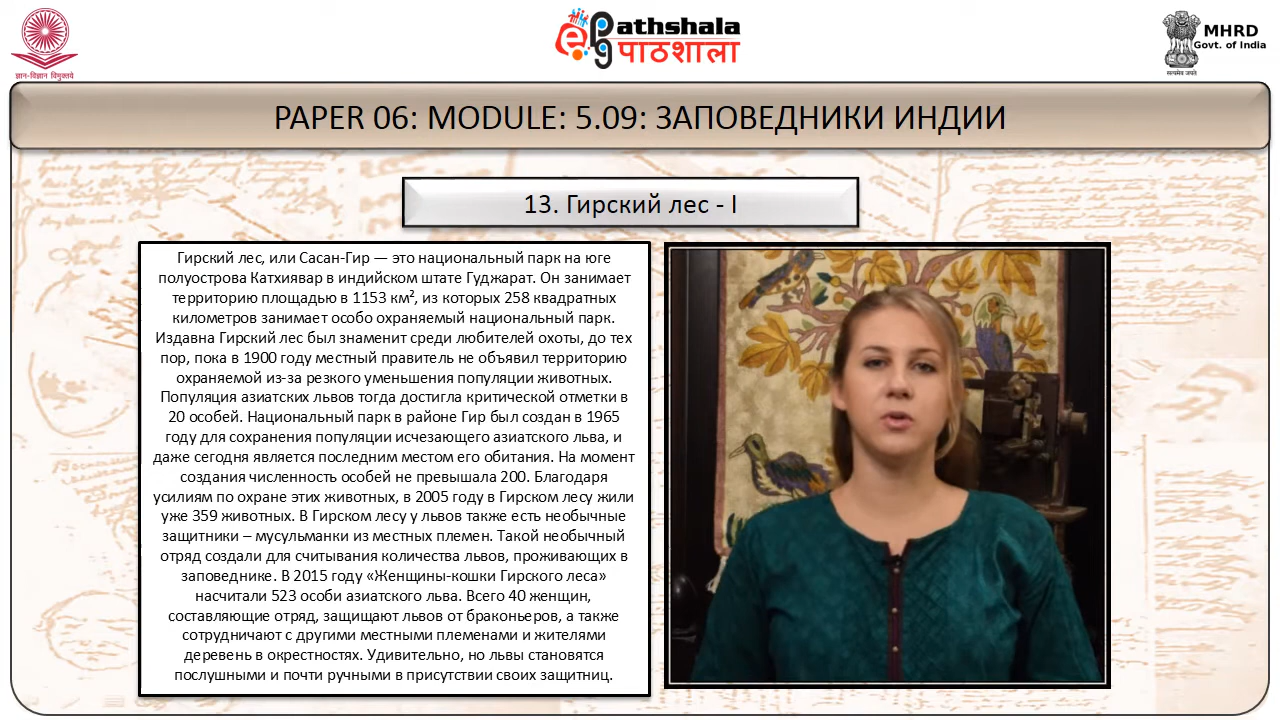 ज्ञान-विज्ञान विमुक्तये
ePathshala
पाठशाला
MHRD
Govt. of India
सत्यमेव जयते
PAPER 06: MODULE: 5.09: ЗАПОВЕДНИКИ ИНДИИ
13. Гирский лес - I
Гирский лес, или Сасан-Гир — это национальный парк на юге
полуострова Катхиявар в индийском штате Гуджарат. Он занимает
территорию площадью в 1153 км², из которых 258 квадратных
километров занимает особо охраняемый национальный парк.
Издавна Гирский лес был знаменит среди любителей охоты, до тех
пор, пока в 1900 году местный правитель не объявил территорию
охраняемой из-за резкого уменьшения популяции животных.
Популяция азиатских львов тогда достигла критической отметки в
20 особей. Национальный парк в районе Гир был создан в 1965
году для сохранения популяции исчезающего азиатского льва, и
даже сегодня является последним местом его обитания. На момент
создания численность особей не превышала 200. Благодаря
усилиям по охране этих животных, в 2005 году в Гирском лесу жили
уже 359 животных. В Гирском лесу у львов также есть необычные
защитники – мусульманки из местных племен. Такой необычный
отряд создали для считывания количества львов, проживающих в
заповеднике. В 2015 году «Женщины-кошки Гирского леса»
насчитали 523 особи азиатского льва. Всего 40 женщин,
составляющие отряд, защищают львов от браконьеров, а также
сотрудничают с другими местными племенами и жителями
деревень в окрестностях. Удивительно, но львы становятся
послушными и почти ручными в присутствии своих защитниц.